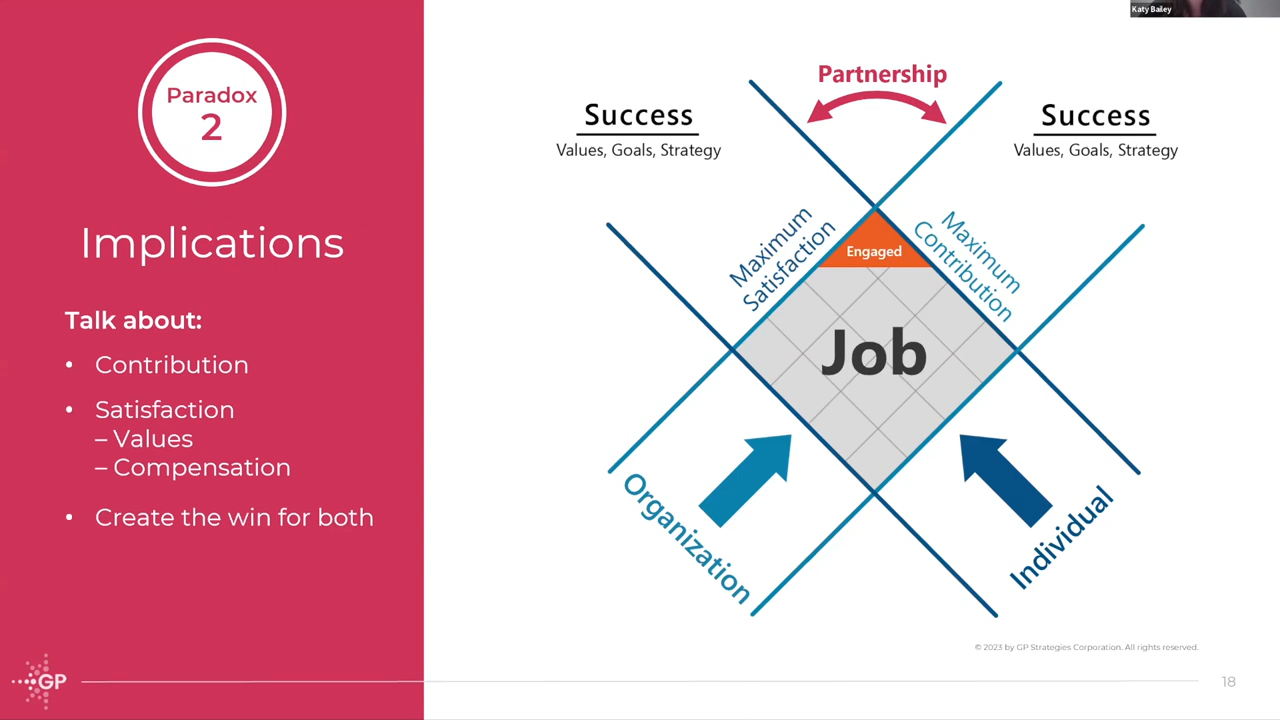 Katy Bailey
Paradox
2
Implications
Talk about:
• Contribution
• Satisfaction
– Values
– Compensation
• Create the win for both
GP
Partnership
Success
Values, Goals, Strategy
Success
Values, Goals, Strategy
Maximum
Satisfaction
Maximum
Contribution
Engaged
Job
Organization
Individual
© 2023 by GP Strategies Corporation. All rights reserved.
18